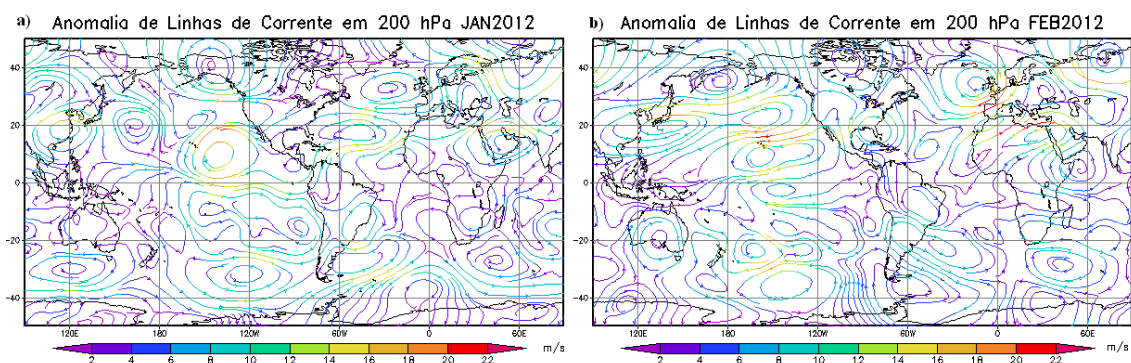 a) Anomalia de Linhas de Corrente em 200 hPa JAN2012
40
20
0
-20
-40
120E 180 120W 60W 0 60E
2 4 6 8 10 12 14 16 18 20 22 m/s
b) Anomalia de Linhas de Corrente em 200 hPa FEB2012
40
20
0
-20
-40
120E 180 120W 60W 0 60E
4 6 8 10 12 14 16 18 20 22 m/s